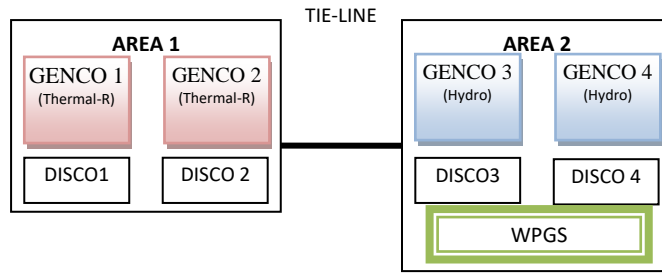 TIE-LINE
AREA 1
GENCO 1
(Thermal-R)
GENCO 2
(Thermal-R)
DISCO1
DISCO 2
AREA 2
GENCO 3
(Hydro)
GENCO 4
(Hydro)
DISCO3
DISCO 4
WPGS